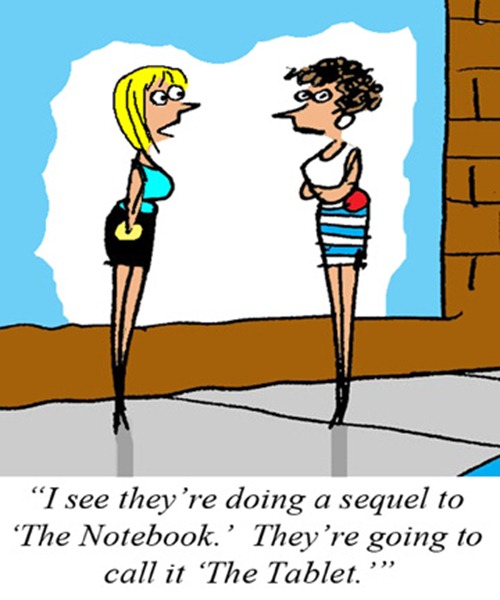 “I see they’re doing a sequel to
‘The Notebook.’ They’re going to
call it ‘The Tablet.’”